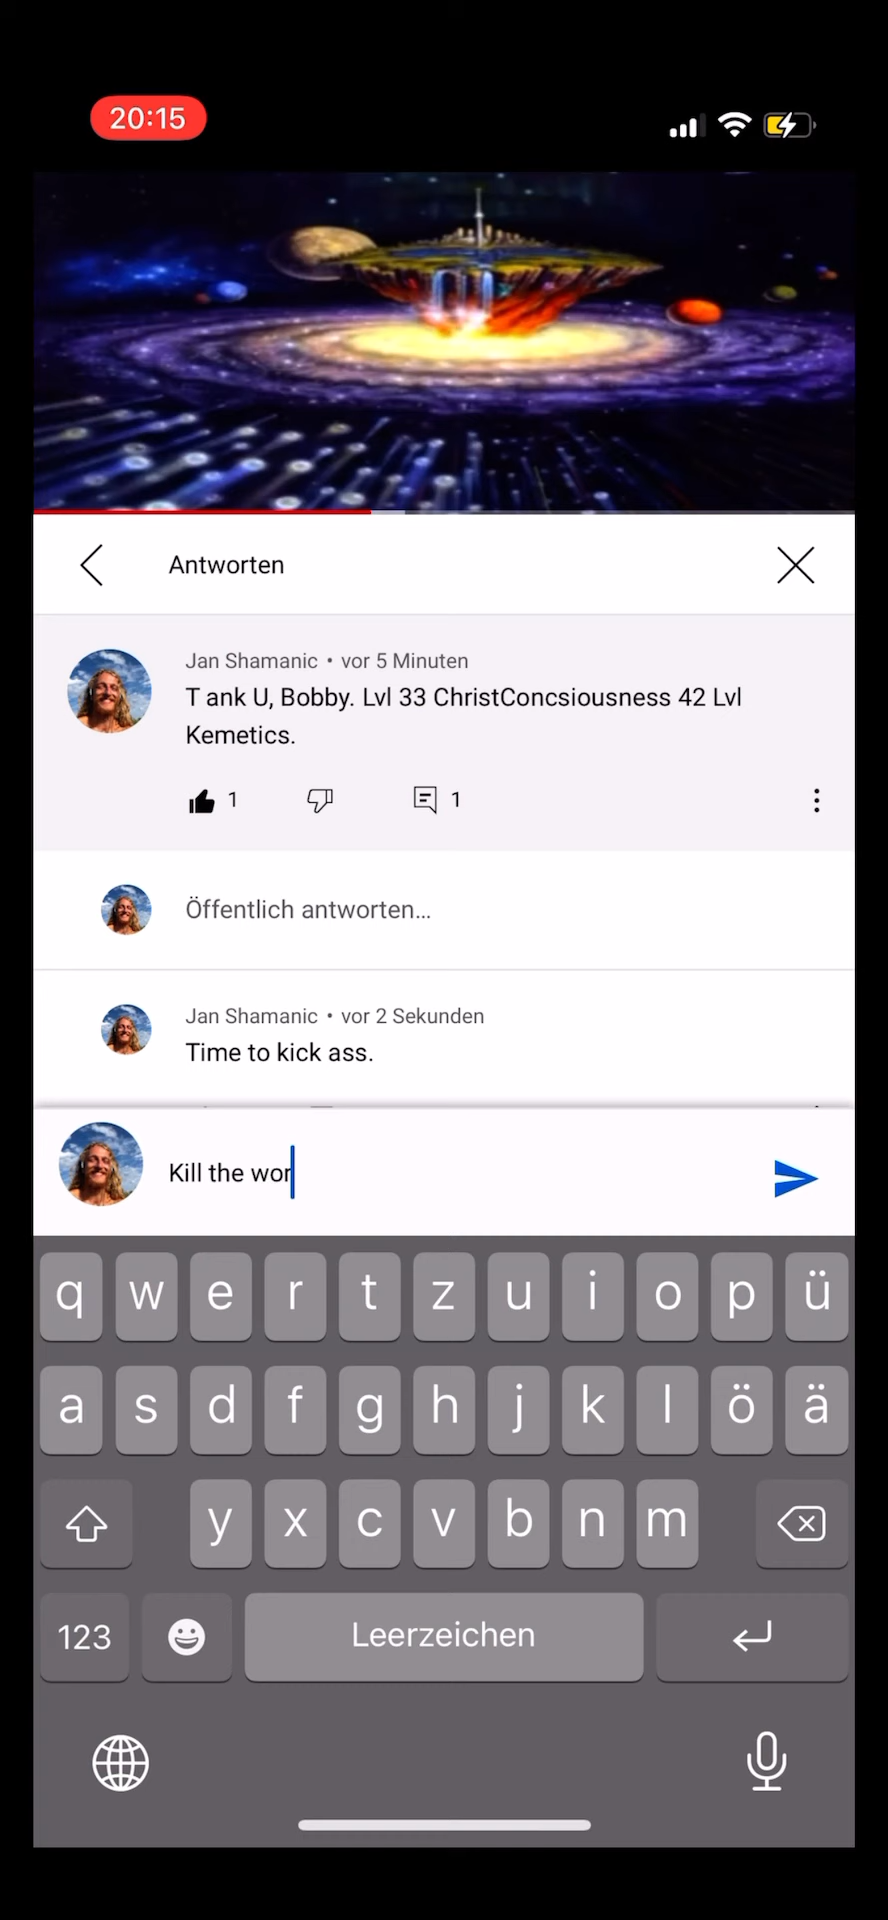 20:15
Antworten
Jan Shamanic • vor 5 Minuten
T ank U, Bobby. Lvl 33 ChristConcsiousness 42 Lvl
Kemetics.
1 1
Öffentlich antworten...
Jan Shamanic • vor 2 Sekunden
Time to kick ass.
Kill the wor
q w e r t z u i o p ü
a s d f g h j k l ö ä
y x c v b n m
123 Leerzeichen